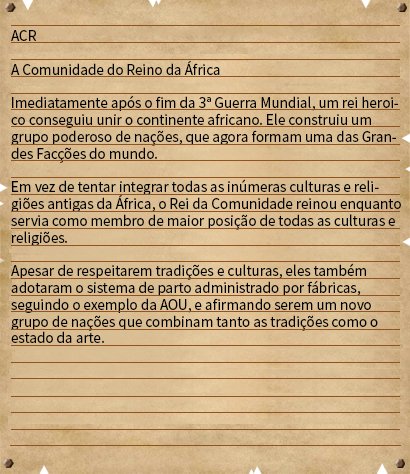 ACR
A Comunidade do Reino da África
Imediatamente após o fim da 3ª Guerra Mundial, um rei heroi-
co conseguiu unir o continente africano. Ele construiu um
grupo poderoso de nações, que agora formam uma das Gran-
des Facções do mundo.
Em vez de tentar integrar todas as inúmeras culturas e reli-
giões antigas da África, o Rei da Comunidade reinou enquanto
servia como membro de maior posição de todas as culturas e
religiões.
Apesar de respeitarem tradições e culturas, eles também
adotaram o sistema de parto administrado por fábricas,
seguindo o exemplo da AOU, e afirmando serem um novo
grupo de nações que combinam tanto as tradições como o
estado da arte.